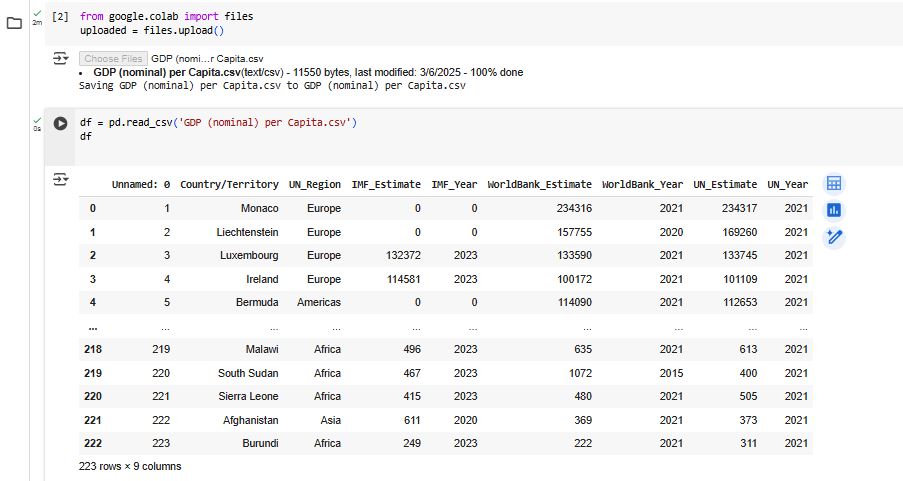 2m
[2] from google.colab import files
uploaded = files.upload()
Choose Files GDP (nomi...r Capita.csv
• GDP (nominal) per Capita.csv(text/csv) - 11550 bytes, last modified: 3/6/2025 - 100% done
Saving GDP (nominal) per Capita.csv to GDP (nominal) per Capita.csv
0s
df = pd.read_csv('GDP (nominal) per Capita.csv')
df
Unnamed: 0 Country/Territory UN_Region IMF_Estimate IMF_Year WorldBank_Estimate WorldBank_Year UN_Estimate UN_Year
0 1 Monaco Europe 0 0 234316 2021 234317 2021
1 2 Liechtenstein Europe 0 0 157755 2020 169260 2021
2 3 Luxembourg Europe 132372 2023 133590 2021 133745 2021
3 4 Ireland Europe 114581 2023 100172 2021 101109 2021
4 5 Bermuda Americas 0 0 114090 2021 112653 2021
... ... ... ... ... ... ... ... ... ...
218 219 Malawi Africa 496 2023 635 2021 613 2021
219 220 South Sudan Africa 467 2023 1072 2015 400 2021
220 221 Sierra Leone Africa 415 2023 480 2021 505 2021
221 222 Afghanistan Asia 611 2020 369 2021 373 2021
222 223 Burundi Africa 249 2023 222 2021 311 2021
223 rows × 9 columns